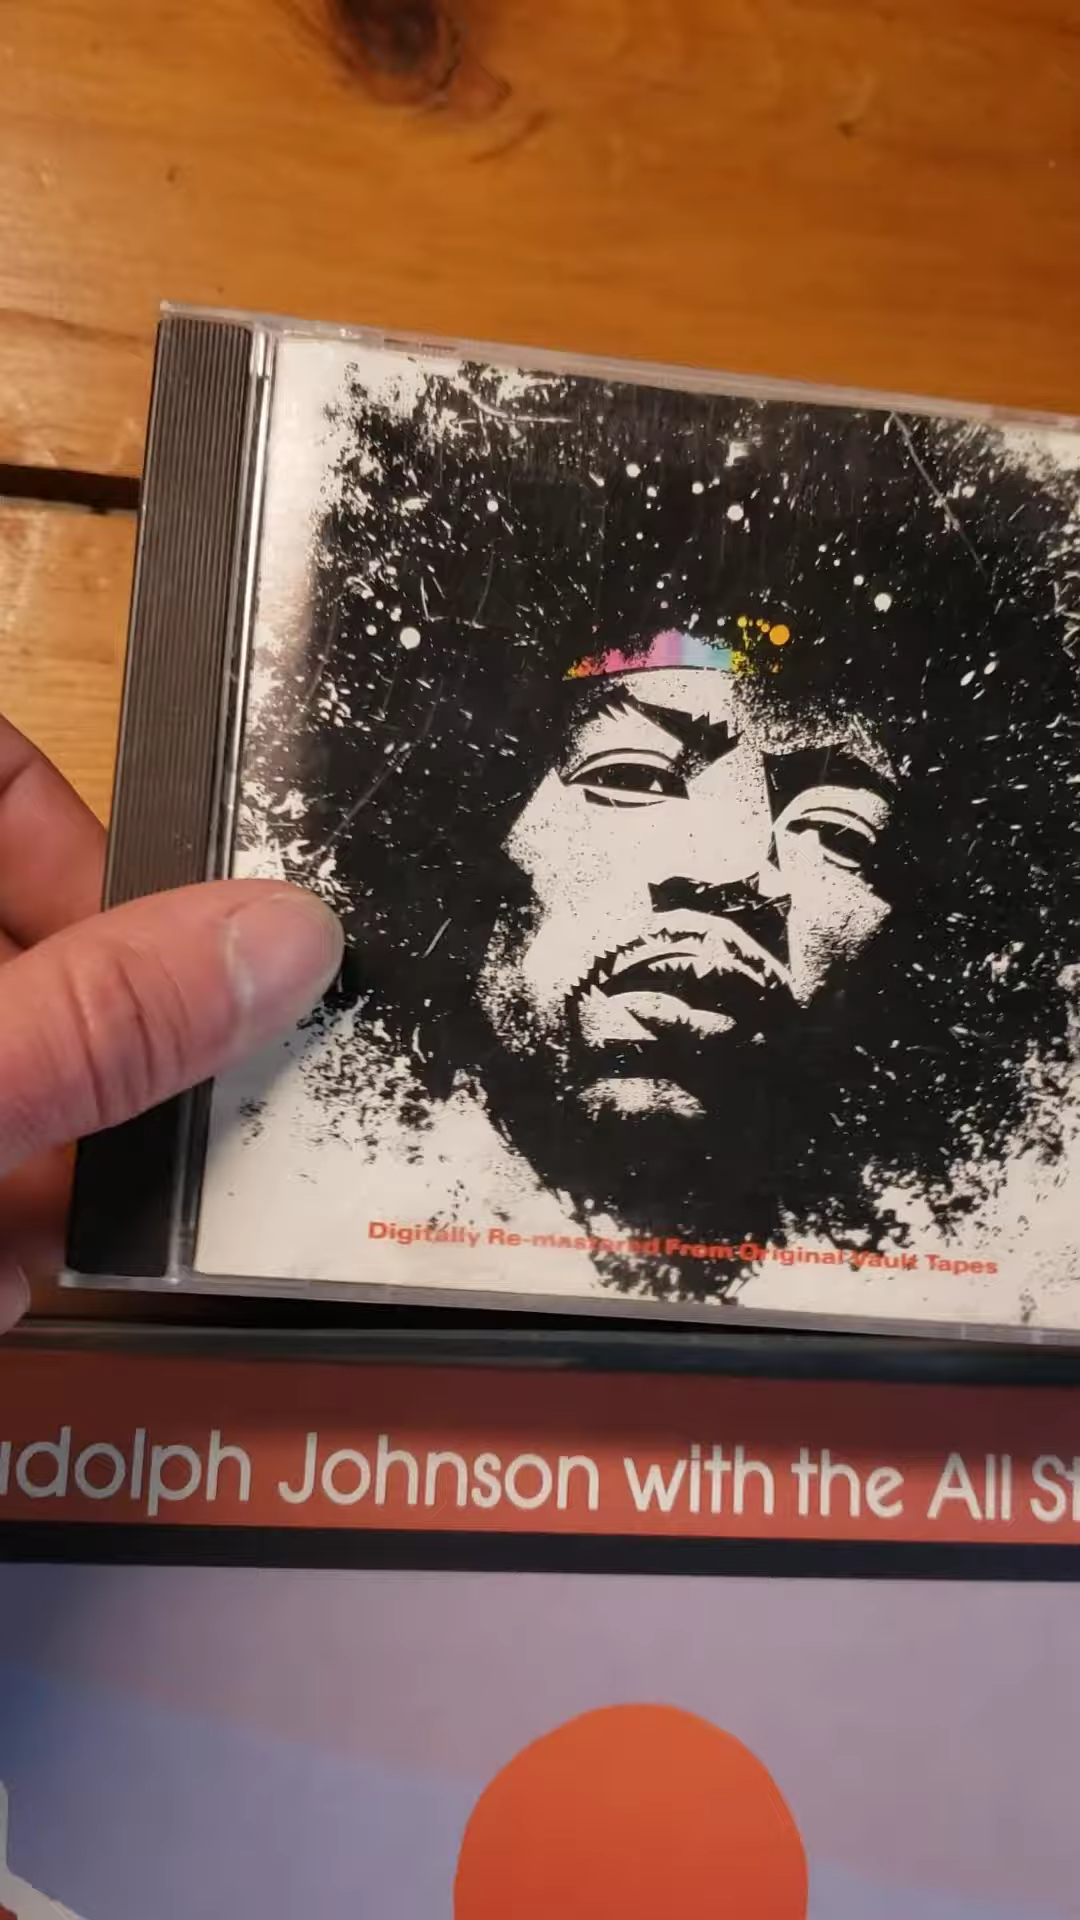 Digitally Re-mastered From Original Vault Tapes
udolph Johnson with the All St